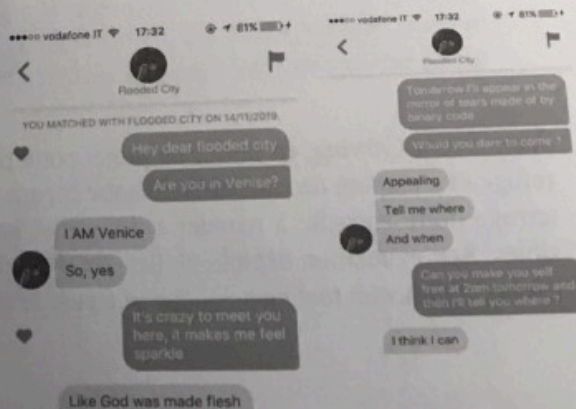 vodafone IT 17:32 81%
Flooded City
YOU MATCHED WITH FLOODED CITY ON 14/11/2019.
Hey dear flooded city
Are you in Venise?
I AM Venice
So, yes
It's crazy to meet you
here, it makes me feel
sparkle
Like God was made flesh
vodafone IT 17:32 81%
Flooded City
Tomorrow I'll appear in the
mirror of tears made of by
binary code
Would you dare to come ?
Appealing
Tell me where
And when
Can you make you self
free at 2am tomorrow and
then I'll tell you where ?
I think I can